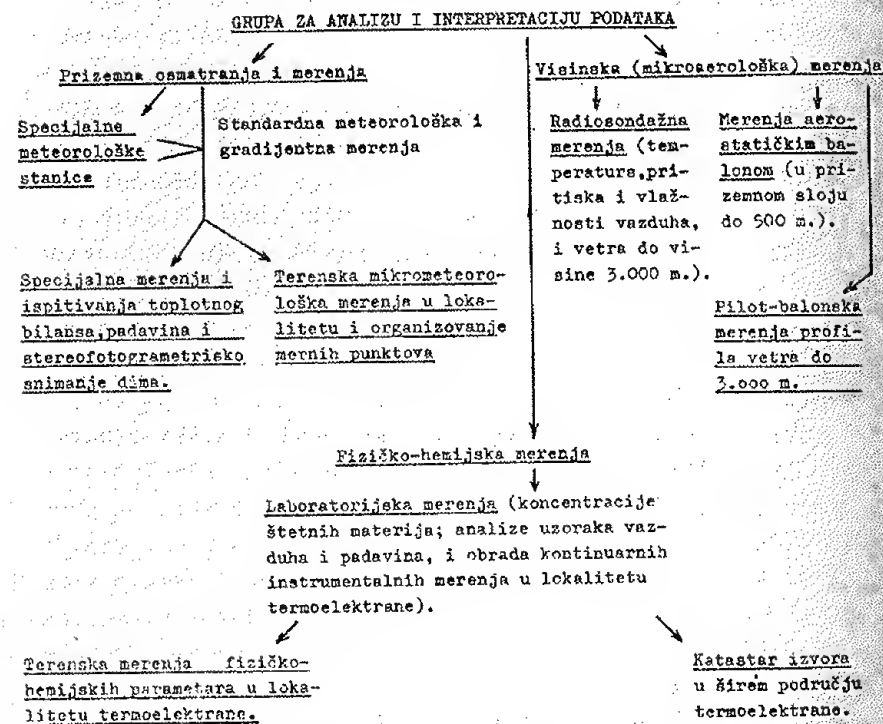 GRUPA ZA ANALIZU I INTERPRETACIJU PODATAKA
Prizemna osmatranja i merenja
Visinska (mikroaerološka) merenja
Specijalne
meteorološke
stanice
Standardna meteorološka i
gradijentna merenja
Radiosondažna
merenja (tem-
perature,pri-
tiska i vlaž-
nosti vazduha,
i vetra do vi-
sine 3.000 m.).
Merenja aero-
statičkim ba-
lonom (u pri-
zemnom sloju
do 500 m.).
Specijalna merenja i
ispitivanja toplotnog
bilansa,padavina i
stereofotogrametrisko
snimanje dima.
Terenska mikrometeoro-
loška merenja u loka-
litetu i organizovanje
mernih punktova
Pilot-balonska
merenja profi-
la vetra do
3.ooo m.
Fizičko-hemijska merenja
Laboratorijska merenja (koncentracije
štetnih materija; analize uzoraka vaz-
duha i padavina, i obrada kontinuarnih
instrumentalnih merenja u lokalitetu
termoelektrane).
Terenska merenja fizičko-
hemijskih parametara u loka-
litetu termoelektrane.
Katastar izvora
u širem području
termoelektrane.